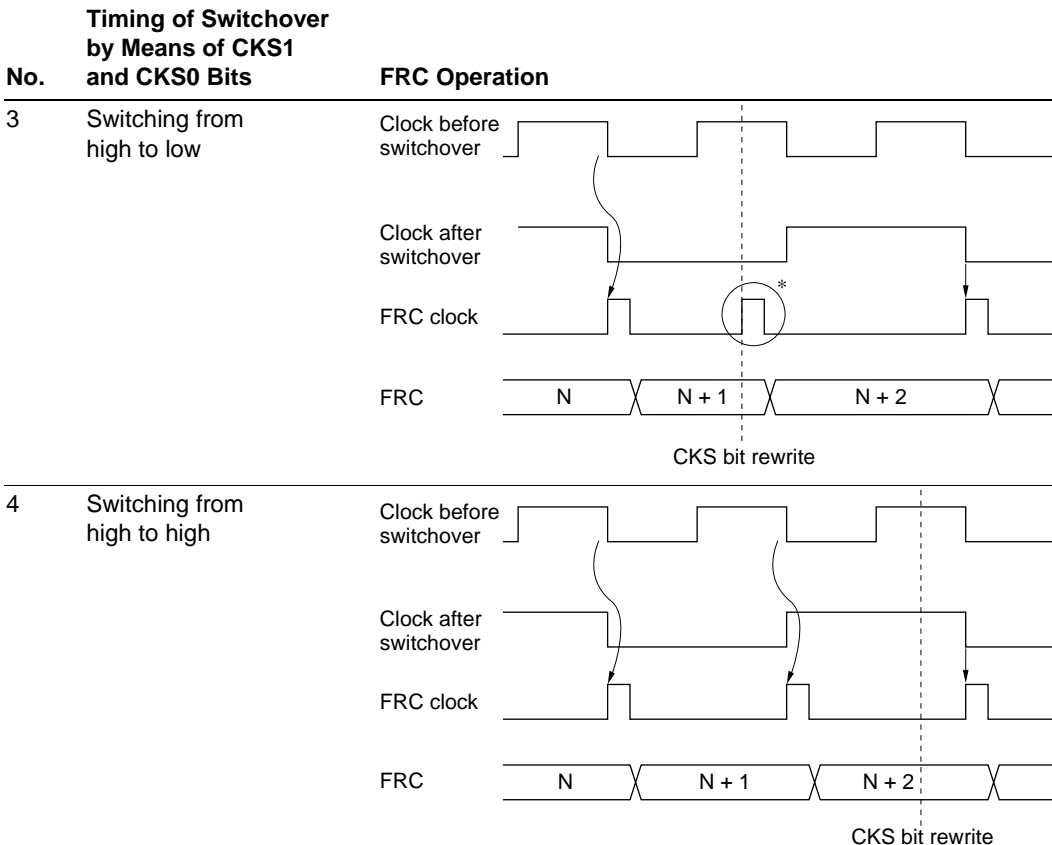 Timing of Switchover
by Means of CKS1
No. and CKS0 Bits FRC Operation
3 Switching from
high to low
Clock before
switchover
Clock after
switchover
*
FRC clock
FRC N N + 1 N + 2
CKS bit rewrite
4 Switching from
high to high
Clock before
switchover
Clock after
switchover
FRC clock
FRC N N + 1 N + 2
CKS bit rewrite